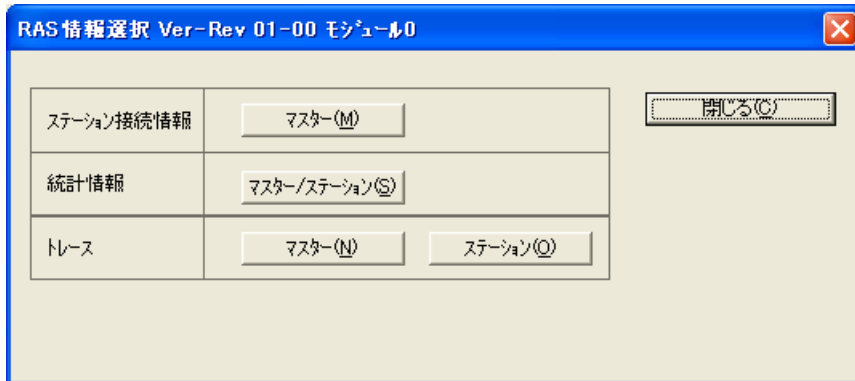 RAS情報選択 Ver-Rev 01-00 ﾓｼﾞｭｰﾙ0
ｽﾃｰｼｮﾝ接続情報 ﾏｽﾀｰ(M) 閉じる(C)
統計情報 ﾏｽﾀｰ/ｽﾃｰｼｮﾝ(S)
ﾄﾚｰｽ ﾏｽﾀｰ(N) ｽﾃｰｼｮﾝ(O)